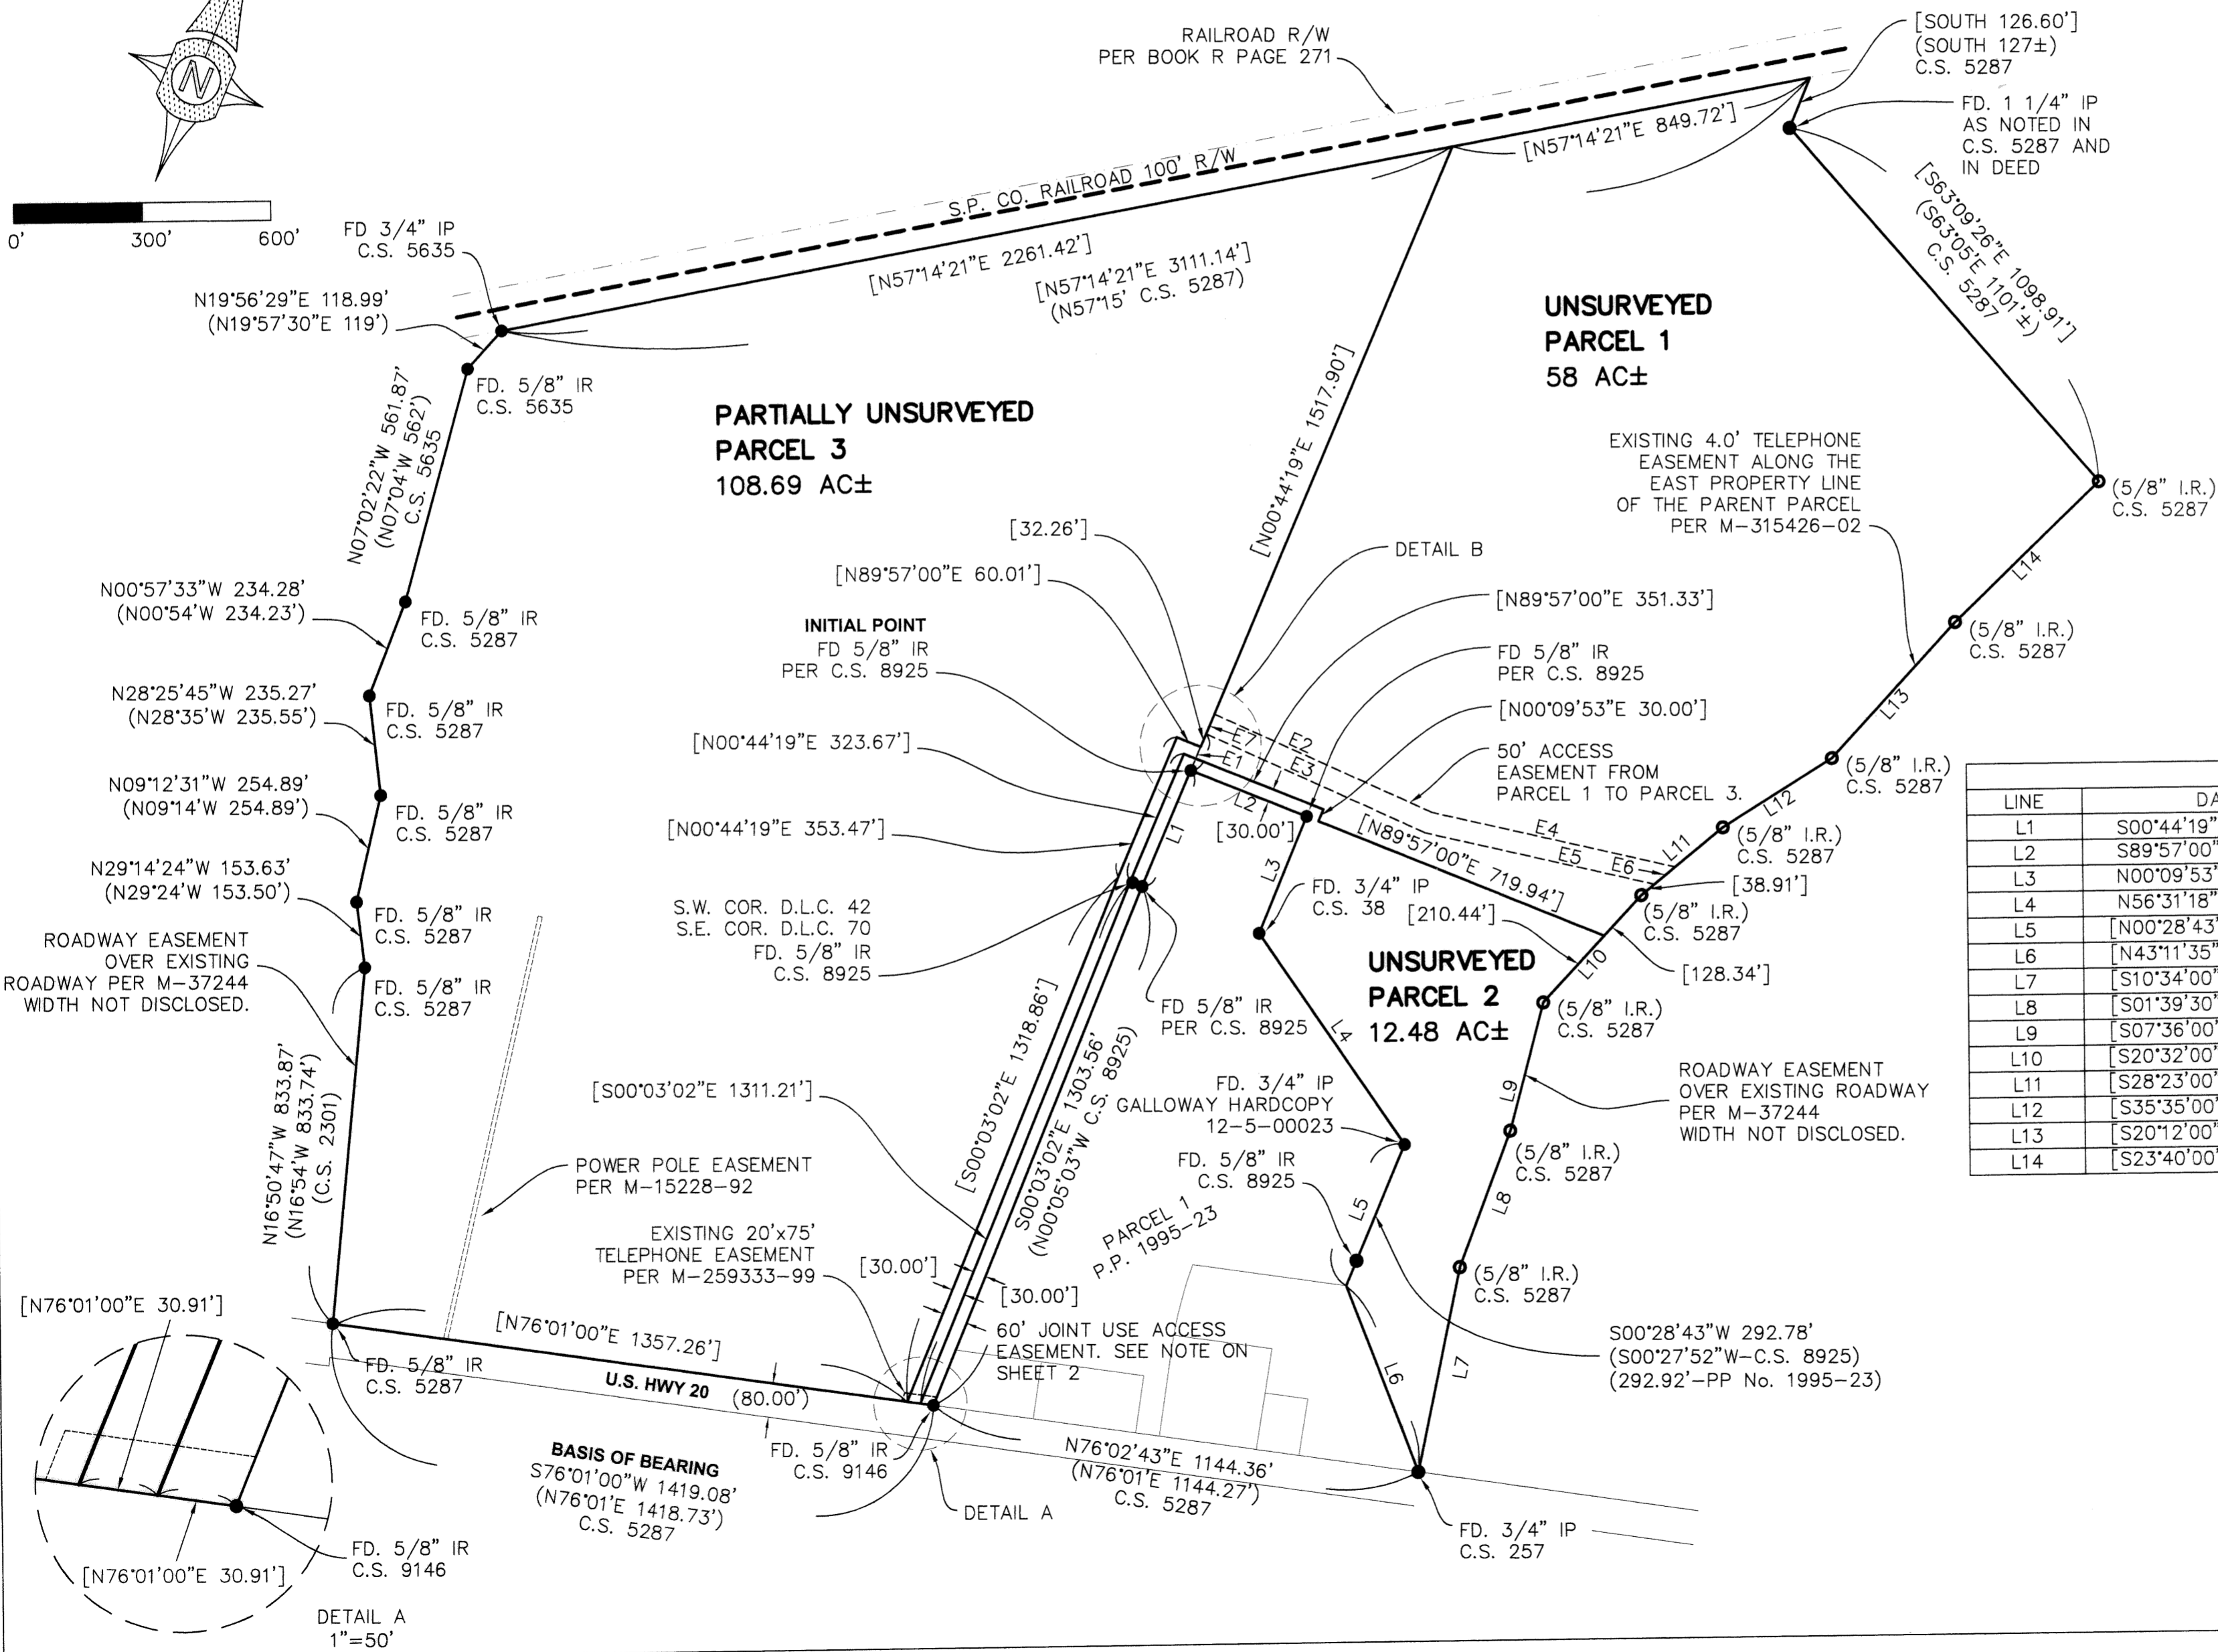 N
0'
300'
600'
RAILROAD R/W
PER BOOK R PAGE 271
[SOUTH 126.60']
(SOUTH 127±)
C.S. 5287
FD. 1 1/4" IP
AS NOTED IN
C.S. 5287 AND
IN DEED
[S63°09'26"E 1098.91']
(S63°05'E 1101'±)
C.S. 5287
[N57°14'21"E 849.72']
S.P. CO. RAILROAD 100' R/W
[N57°14'21"E 2261.42']
[N57°14'21"E 3111.14']
(N57°15' C.S. 5287)
FD 3/4" IP
C.S. 5635
N19°56'29"E 118.99'
(N19°57'30"E 119')
FD. 5/8" IR
C.S. 5635
N07°02'22"W 561.87'
(N07°04'W 562')
C.S. 5635
PARTIALLY UNSURVEYED
PARCEL 3
108.69 AC±
UNSURVEYED
PARCEL 1
58 AC±
[N00°44'19"E 1517.90']
EXISTING 4.0' TELEPHONE
EASEMENT ALONG THE
EAST PROPERTY LINE
OF THE PARENT PARCEL
PER M-315426-02
(5/8" I.R.)
C.S. 5287
L14
(5/8" I.R.)
C.S. 5287
L13
(5/8" I.R.)
C.S. 5287
L12
(5/8" I.R.)
C.S. 5287
L11
[38.91']
(5/8" I.R.)
C.S. 5287
[128.34']
L10
[210.44']
(5/8" I.R.)
C.S. 5287
[32.26']
DETAIL B
[N89°57'00"E 60.01']
[N89°57'00"E 351.33']
INITIAL POINT
FD 5/8" IR
PER C.S. 8925
FD 5/8" IR
PER C.S. 8925
[N00°09'53"E 30.00']
50' ACCESS
EASEMENT FROM
PARCEL 1 TO PARCEL 3.
E7
E2
E1
E3
E4
E5
E6
L2
[30.00']
[N89°57'00"E 719.94']
[N00°44'19"E 323.67']
[N00°44'19"E 353.47']
L1
L3
N00°57'33"W 234.28'
(N00°54'W 234.23')
FD. 5/8" IR
C.S. 5287
N28°25'45"W 235.27'
(N28°35'W 235.55')
FD. 5/8" IR
C.S. 5287
N09°12'31"W 254.89'
(N09°14'W 254.89')
FD. 5/8" IR
C.S. 5287
N29°14'24"W 153.63'
(N29°24'W 153.50')
FD. 5/8" IR
C.S. 5287
ROADWAY EASEMENT
OVER EXISTING
ROADWAY PER M-37244
WIDTH NOT DISCLOSED.
FD. 5/8" IR
C.S. 5287
S.W. COR. D.L.C. 42
S.E. COR. D.L.C. 70
FD. 5/8" IR
C.S. 8925
FD. 3/4" IP
C.S. 38
UNSURVEYED
PARCEL 2
12.48 AC±
FD 5/8" IR
PER C.S. 8925
L4
N16°50'47"W 833.87'
(N16°54'W 833.74')
(C.S. 2301)
[S00°03'02"E 1318.86']
[S00°03'02"E 1311.21']
S00°03'02"E 1303.56'
(N00°05'03"W C.S. 8925)
FD. 3/4" IP
GALLOWAY HARDCOPY
12-5-00023
FD. 5/8" IR
C.S. 8925
L9
ROADWAY EASEMENT
OVER EXISTING ROADWAY
PER M-37244
WIDTH NOT DISCLOSED.
(5/8" I.R.)
C.S. 5287
L8
L5
(5/8" I.R.)
C.S. 5287
POWER POLE EASEMENT
PER M-15228-92
EXISTING 20'x75'
TELEPHONE EASEMENT
PER M-259333-99
[30.00']
[30.00']
PARCEL 1
P.P. 1995-23
60' JOINT USE ACCESS
EASEMENT. SEE NOTE ON
SHEET 2
S00°28'43"W 292.78'
(S00°27'52"W-C.S. 8925)
(292.92'-PP No. 1995-23)
L6
L7
[N76°01'00"E 1357.26']
FD. 5/8" IR
C.S. 5287
U.S. HWY 20
(80.00')
BASIS OF BEARING
S76°01'00"W 1419.08'
(N76°01'E 1418.73')
C.S. 5287
FD. 5/8" IR
C.S. 9146
DETAIL A
N76°02'43"E 1144.36'
(N76°01'E 1144.27')
C.S. 5287
FD. 3/4" IP
C.S. 257
[N76°01'00"E 30.91']
[N76°01'00"E 30.91']
FD. 5/8" IR
C.S. 9146
DETAIL A
1"=50'
LINE DA
L1 S00°44'19"
L2 S89°57'00"
L3 N00°09'53'
L4 N56°31'18"
L5 [N00°28'43'
L6 [N43°11'35"
L7 [S10°34'00"
L8 [S01°39'30"
L9 [S07°36'00'
L10 [S20°32'00"
L11 [S28°23'00"
L12 [S35°35'00"
L13 [S20°12'00"
L14 [S23°40'00"